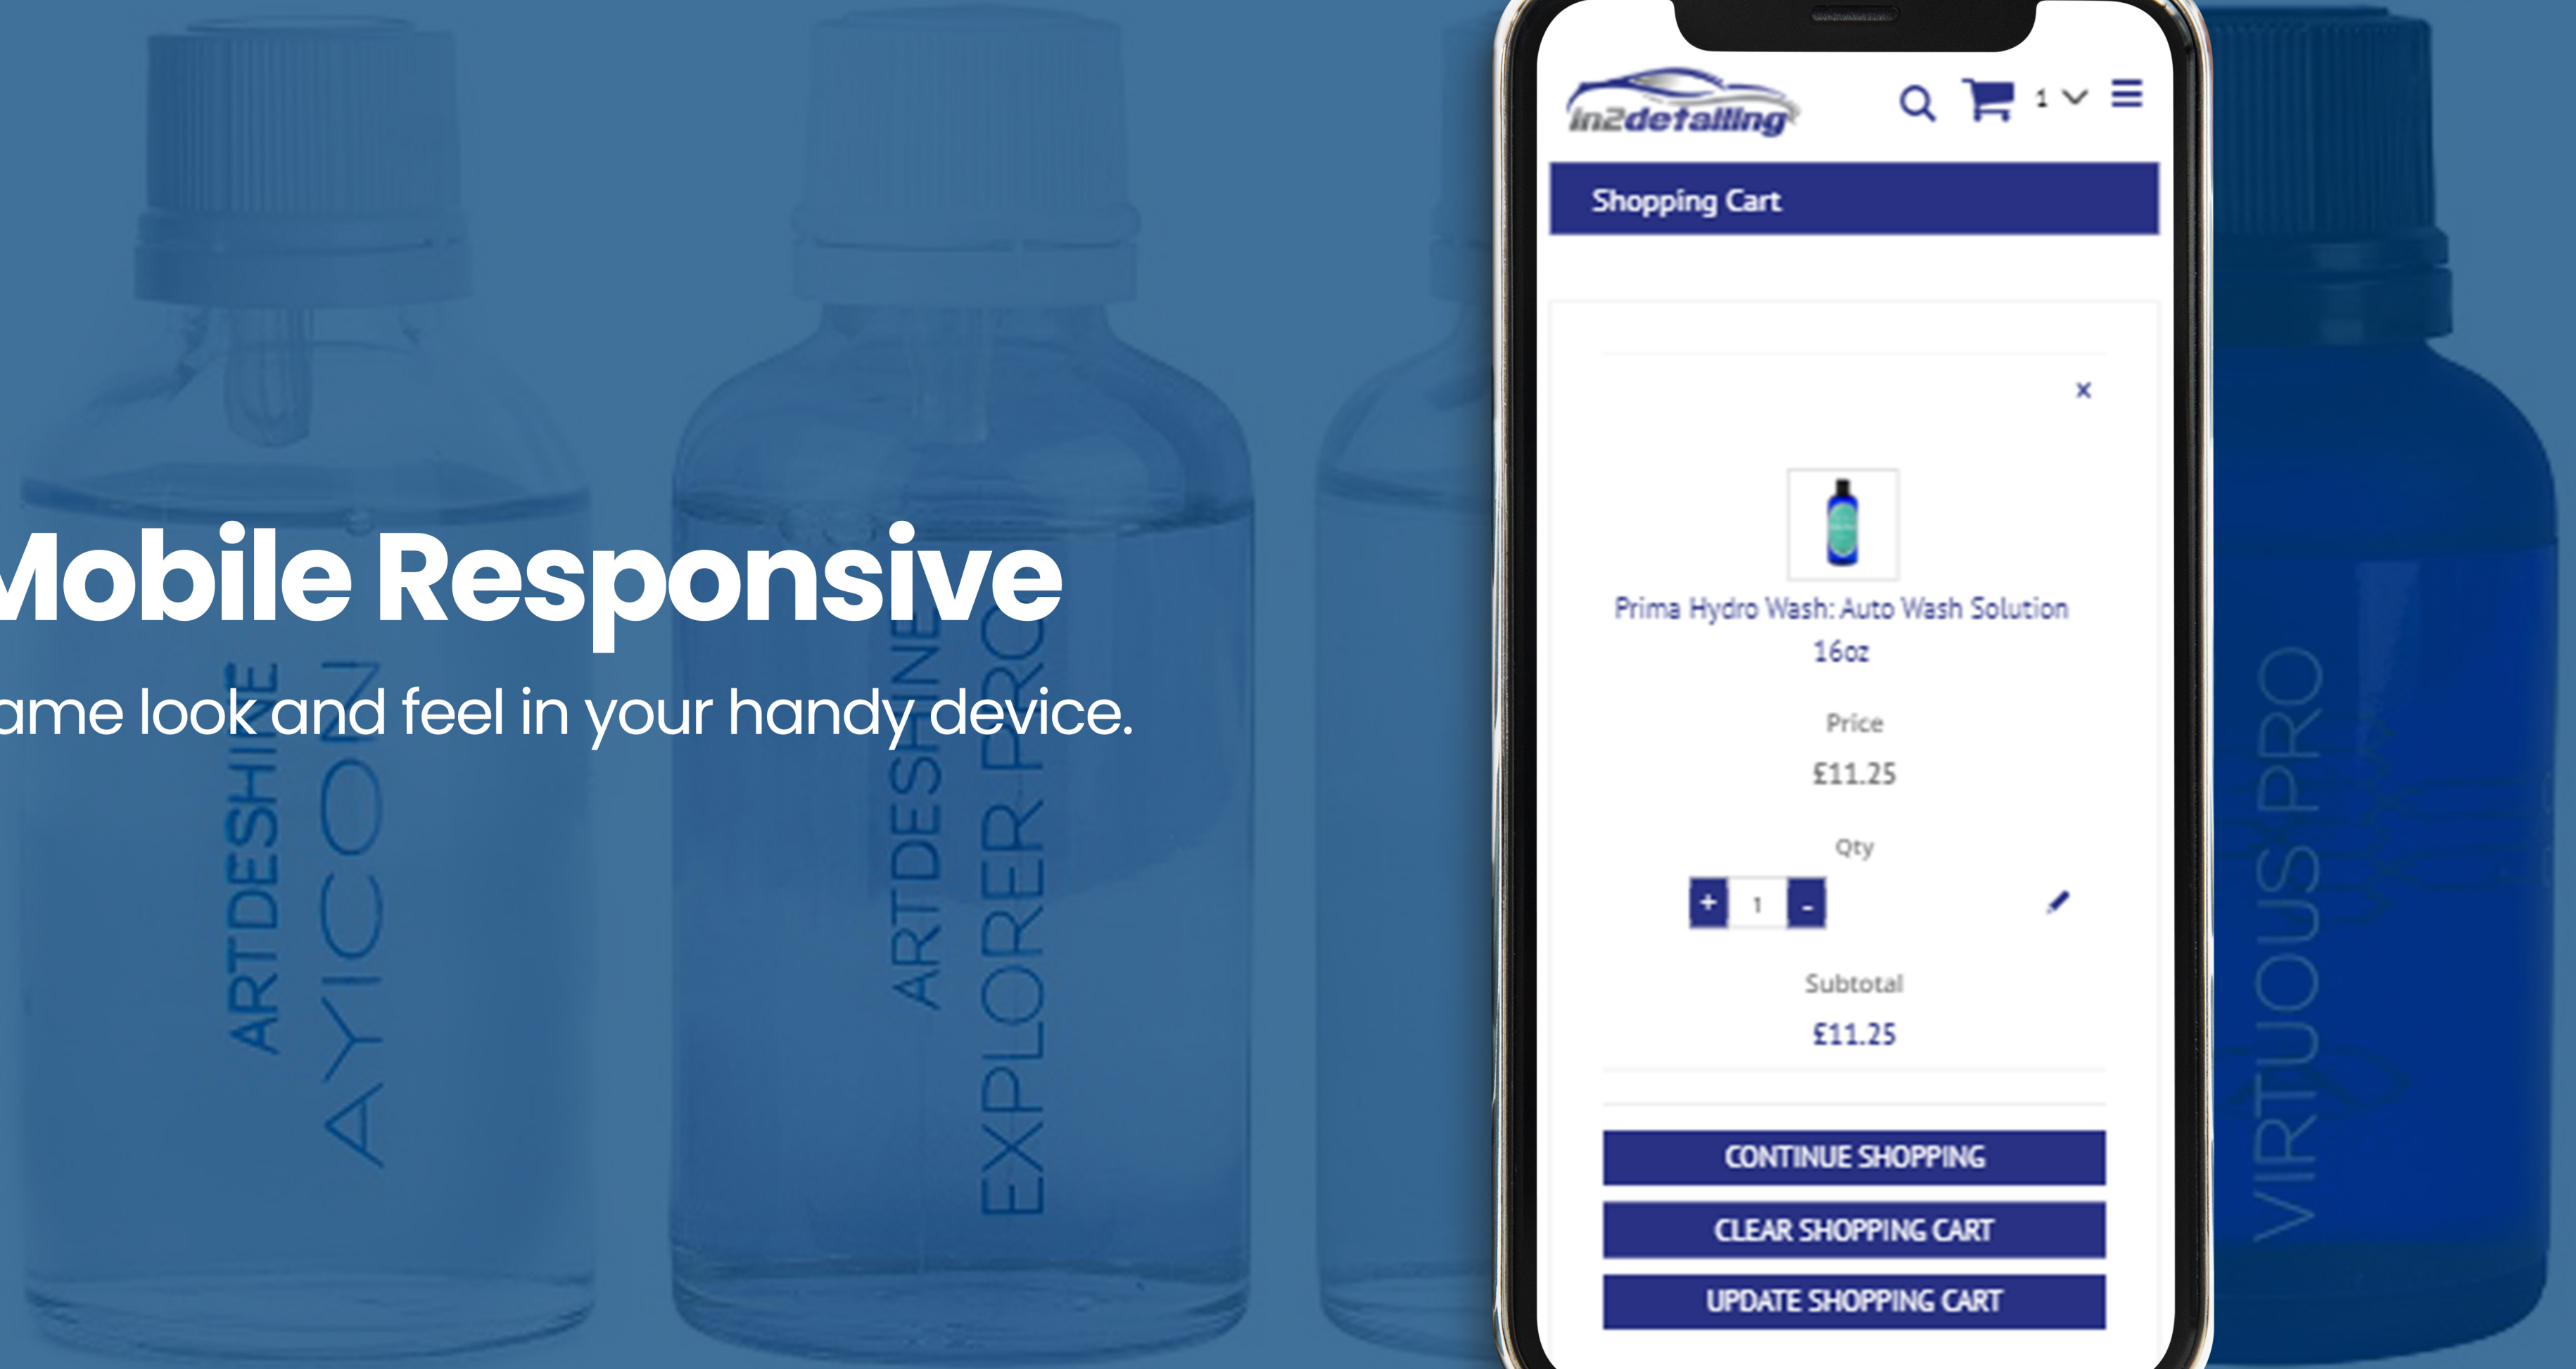 Mobile Responsive
ame look and feel in your handy device.
ARTDESHINE
AYICON
ARTDESHINE
EXPLORER PRO
in2detailing
1
Shopping Cart
×
Prima Hydro Wash: Auto Wash Solution
16oz
Price
£11.25
Qty
+ 1 -
Subtotal
£11.25
CONTINUE SHOPPING
CLEAR SHOPPING CART
UPDATE SHOPPING CART
VIRTUOUS PRO